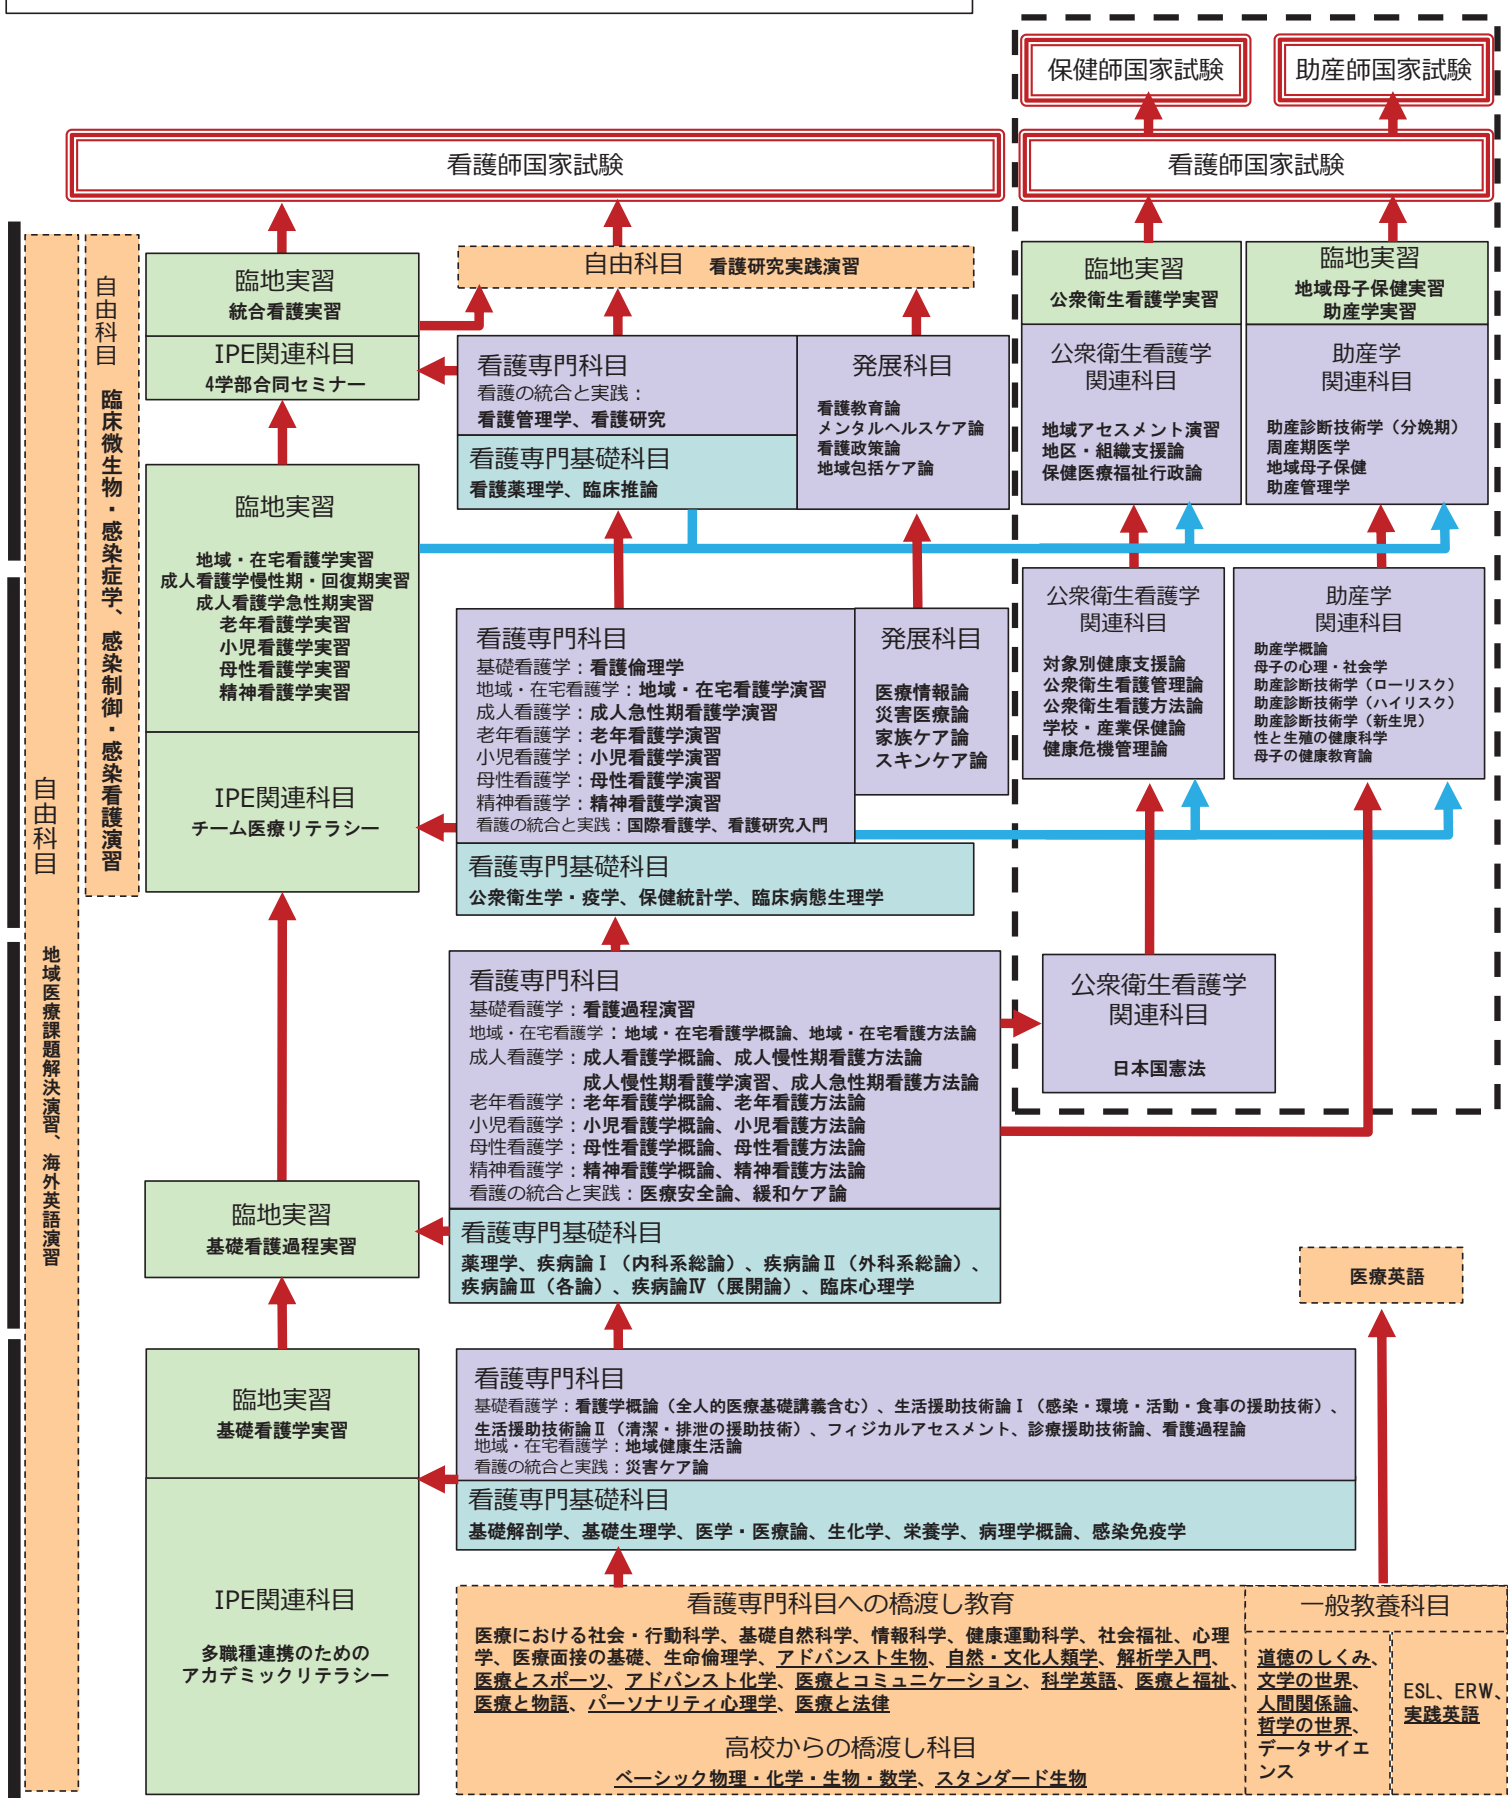 保健師国家試験
助産師国家試験
看護師国家試験
看護師国家試験
自由科目
地域医療課題解決演習、海外英語演習
自由科目
臨床微生物・感染症学、感染制御・感染看護演習
臨地実習
統合看護実習
IPE関連科目
4学部合同セミナー
自由科目 看護研究実践演習
看護専門科目
看護の統合と実践：
看護管理学、看護研究
看護専門基礎科目
看護薬理学、臨床推論
発展科目
看護教育論
メンタルヘルスケア論
看護政策論
地域包括ケア論
臨地実習
公衆衛生看護学実習
公衆衛生看護学
関連科目
地域アセスメント演習
地区・組織支援論
保健医療福祉行政論
臨地実習
地域母子保健実習
助産学実習
助産学
関連科目
助産診断技術学（分娩期）
周産期医学
地域母子保健
助産管理学
臨地実習
地域・在宅看護学実習
成人看護学慢性期・回復期実習
成人看護学急性期実習
老年看護学実習
小児看護学実習
母性看護学実習
精神看護学実習
IPE関連科目
チーム医療リテラシー
看護専門科目
基礎看護学：看護倫理学
地域・在宅看護学：地域・在宅看護学演習
成人看護学：成人急性期看護学演習
老年看護学：老年看護学演習
小児看護学：小児看護学演習
母性看護学：母性看護学演習
精神看護学：精神看護学演習
看護の統合と実践：国際看護学、看護研究入門
看護専門基礎科目
公衆衛生学・疫学、保健統計学、臨床病態生理学
発展科目
医療情報論
災害医療論
家族ケア論
スキンケア論
公衆衛生看護学
関連科目
対象別健康支援論
公衆衛生看護管理論
公衆衛生看護方法論
学校・産業保健論
健康危機管理論
助産学
関連科目
助産学概論
母子の心理・社会学
助産診断技術学（ローリスク）
助産診断技術学（ハイリスク）
助産診断技術学（新生児）
性と生殖の健康科学
母子の健康教育論
看護専門科目
基礎看護学：看護過程演習
地域・在宅看護学：地域・在宅看護学概論、地域・在宅看護方法論
成人看護学：成人看護学概論、成人慢性期看護方法論
成人慢性期看護学演習、成人急性期看護方法論
老年看護学：老年看護学概論、老年看護方法論
小児看護学：小児看護学概論、小児看護方法論
母性看護学：母性看護学概論、母性看護方法論
精神看護学：精神看護学概論、精神看護方法論
看護の統合と実践：医療安全論、緩和ケア論
看護専門基礎科目
薬理学、疾病論Ⅰ（内科系総論）、疾病論Ⅱ（外科系総論）、
疾病論Ⅲ（各論）、疾病論Ⅳ（展開論）、臨床心理学
公衆衛生看護学
関連科目
日本国憲法
臨地実習
基礎看護過程実習
医療英語
臨地実習
基礎看護学実習
IPE関連科目
多職種連携のための
アカデミックリテラシー
看護専門科目
基礎看護学：看護学概論（全人的医療基礎講義含む）、生活援助技術論Ⅰ（感染・環境・活動・食事の援助技術）、
生活援助技術論Ⅱ（清潔・排泄の援助技術）、フィジカルアセスメント、診療援助技術論、看護過程論
地域・在宅看護学：地域健康生活論
看護の統合と実践：災害ケア論
看護専門基礎科目
基礎解剖学、基礎生理学、医学・医療論、生化学、栄養学、病理学概論、感染免疫学
看護専門科目への橋渡し教育
医療における社会・行動科学、基礎自然科学、情報科学、健康運動科学、社会福祉、心理
学、医療面接の基礎、生命倫理学、アドバンスト生物、自然・文化人類学、解析学入門、
医療とスポーツ、アドバンスト化学、医療とコミュニケーション、科学英語、医療と福祉、
医療と物語、パーソナリティ心理学、医療と法律
高校からの橋渡し科目
ベーシック物理・化学・生物・数学、スタンダード生物
一般教養科目
道徳のしくみ、
文学の世界、
人間関係論、
哲学の世界、
データサイエ
ンス
ESL、ERW、
実践英語